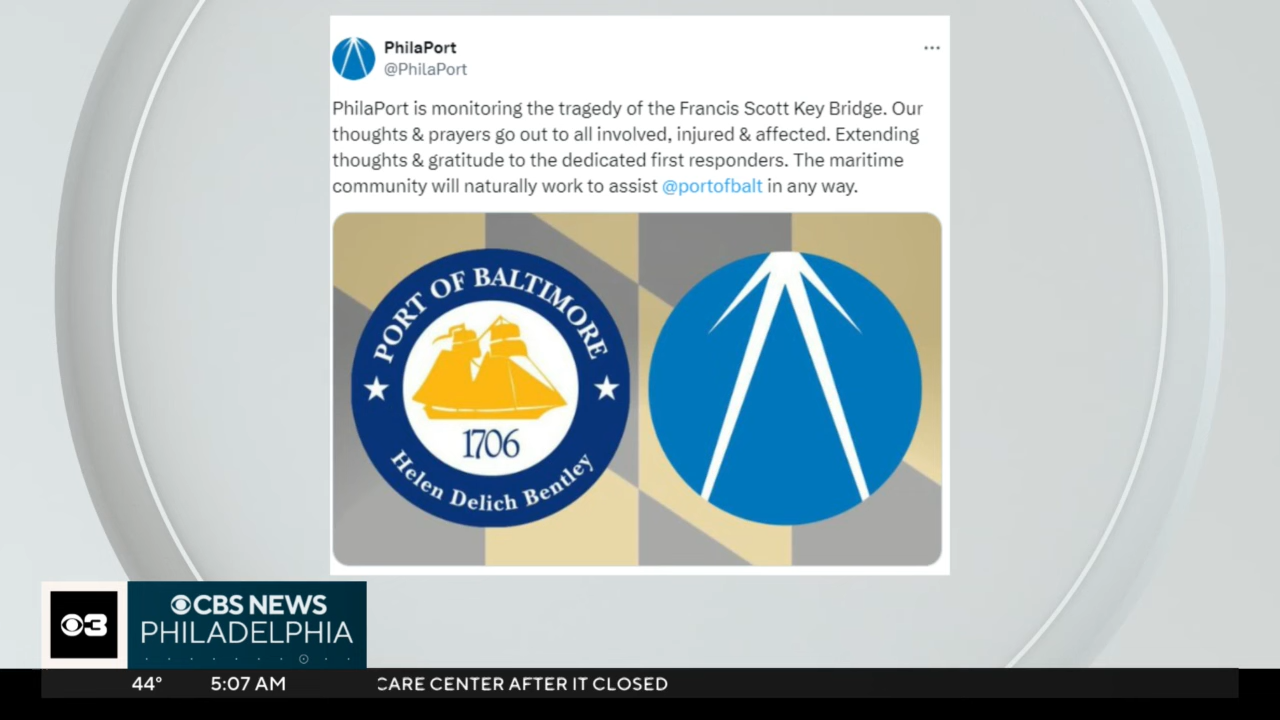 PhilaPort
@PhilaPort
PhilaPort is monitoring the tragedy of the Francis Scott Key Bridge. Our
thoughts & prayers go out to all involved, injured & affected. Extending
thoughts & gratitude to the dedicated first responders. The maritime
community will naturally work to assist @portofbalt in any way.
PORT OF BALTIMORE
1706
Helen Delich Bentley
3
CBS NEWS
PHILADELPHIA
44° 5:07 AM CARE CENTER AFTER IT CLOSED